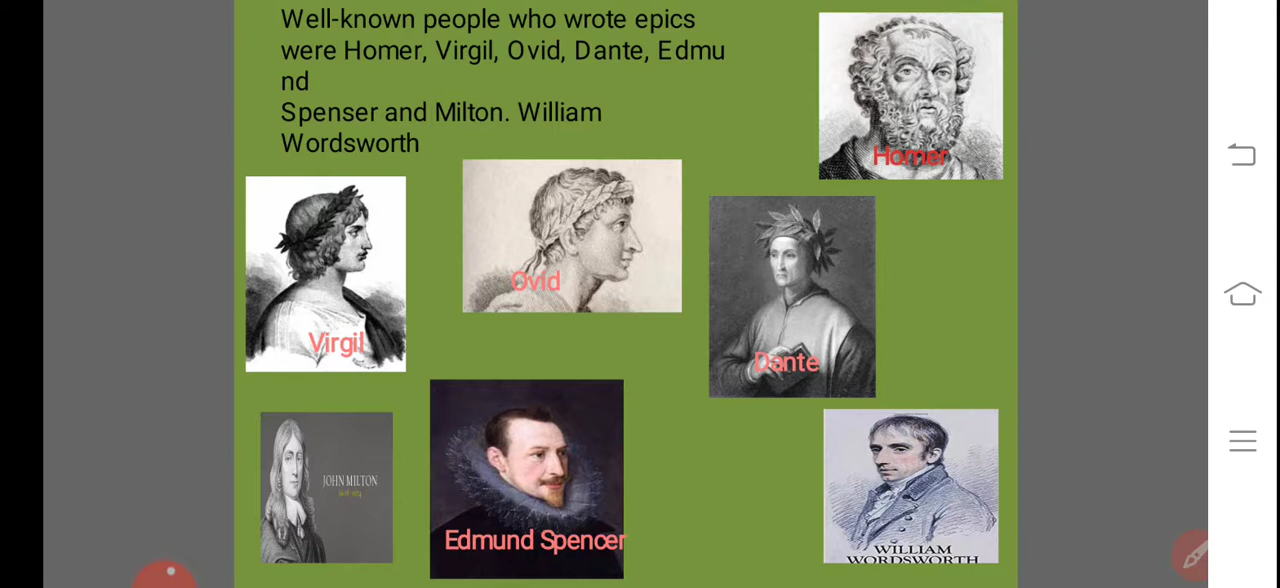 Well-known people who wrote epics
were Homer, Virgil, Ovid, Dante, Edmu
nd
Spenser and Milton. William
Wordsworth
Homer
Ovid
Virgil
Dante
JOHN MILTON
Edmund Spencer
WILLIAM
WORDSWORTH